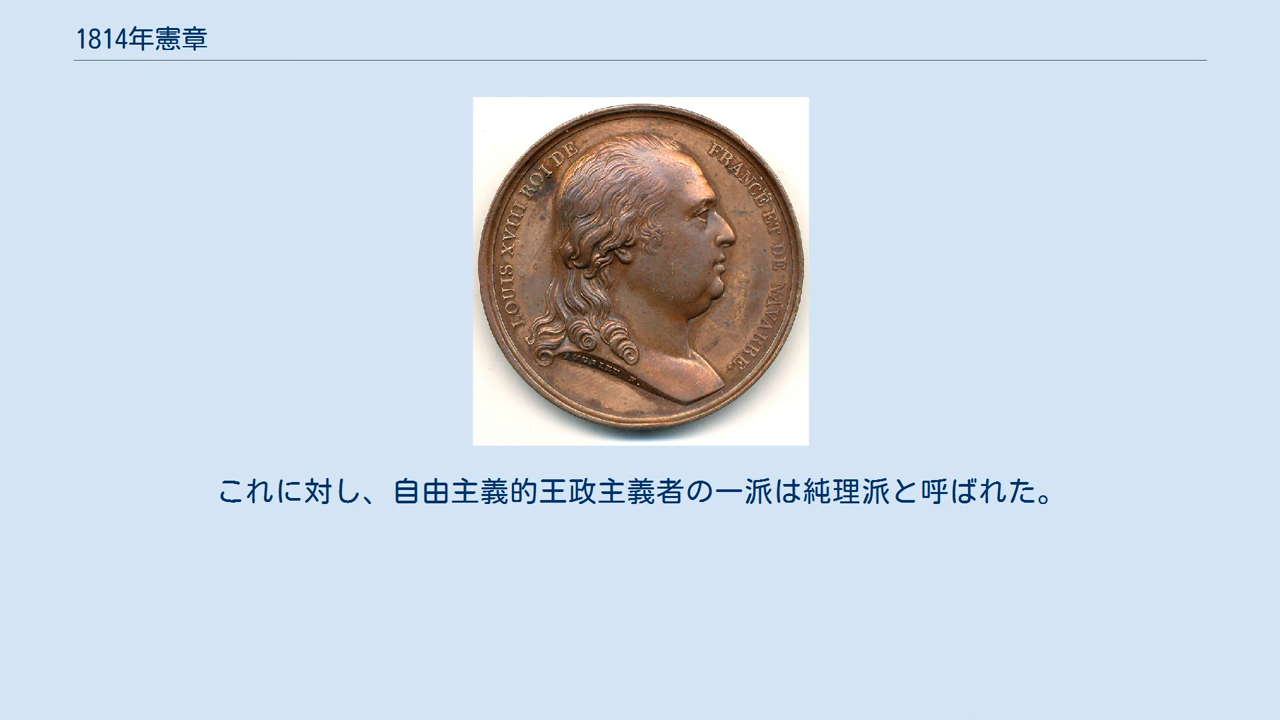 1814年憲章
LOUIS XVIII ROI DE FRANCE ET DE NAVARRE.
これに対し、自由主義的王政主義者の一派は純理派と呼ばれた。